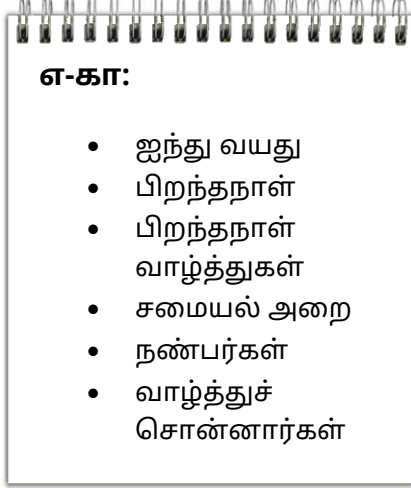 எ-கா:
• ஐந்து வயது
• பிறந்தநாள்
• பிறந்தநாள்
வாழ்த்துகள்
• சமையல் அறை
• நண்பர்கள்
• வாழ்த்துச்
சொன்னார்கள்